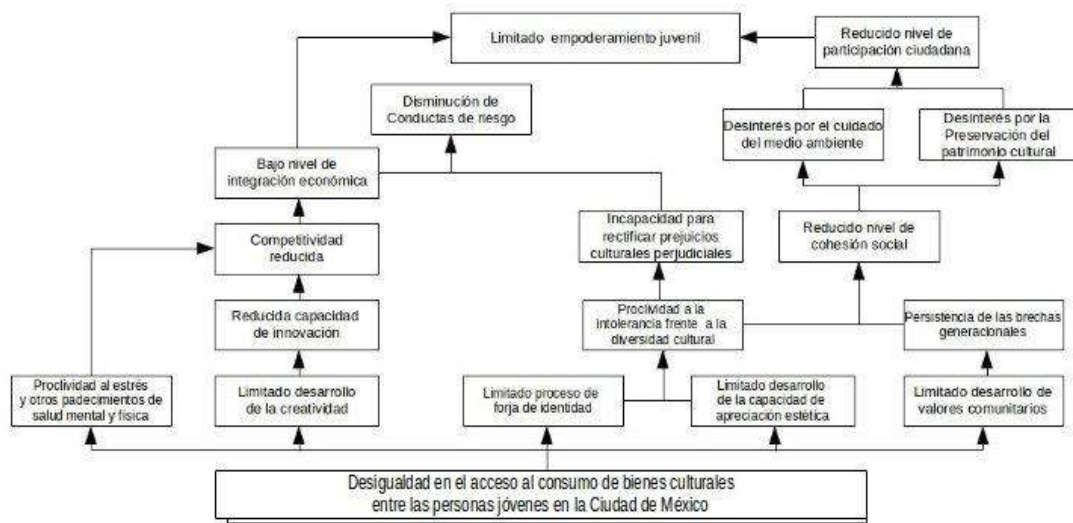 Limitado empoderamiento juvenil
Reducido nivel de
participación ciudadana
Disminución de
Conductas de riesgo
Desinterés por el cuidado
del medio ambiente
Desinterés por la
Preservación del
patrimonio cultural
Bajo nivel de
integración económica
Competitividad
reducida
Incapacidad para
rectificar prejuicios
culturales perjudiciales
Reducido nivel de
cohesión social
Reducida capacidad
de innovación
Proclividad a la
intolerancia frente a la
diversidad cultural
Persistencia de las brechas
generacionales
Proclividad al estrés
y otros padecimientos de
salud mental y física
Limitado desarrollo
de la creatividad
Limitado proceso de
forja de identidad
Limitado desarrollo
de la capacidad de
apreciación estética
Limitado desarrollo de
valores comunitarios
Desigualdad en el acceso al consumo de bienes culturales
entre las personas jóvenes en la Ciudad de México